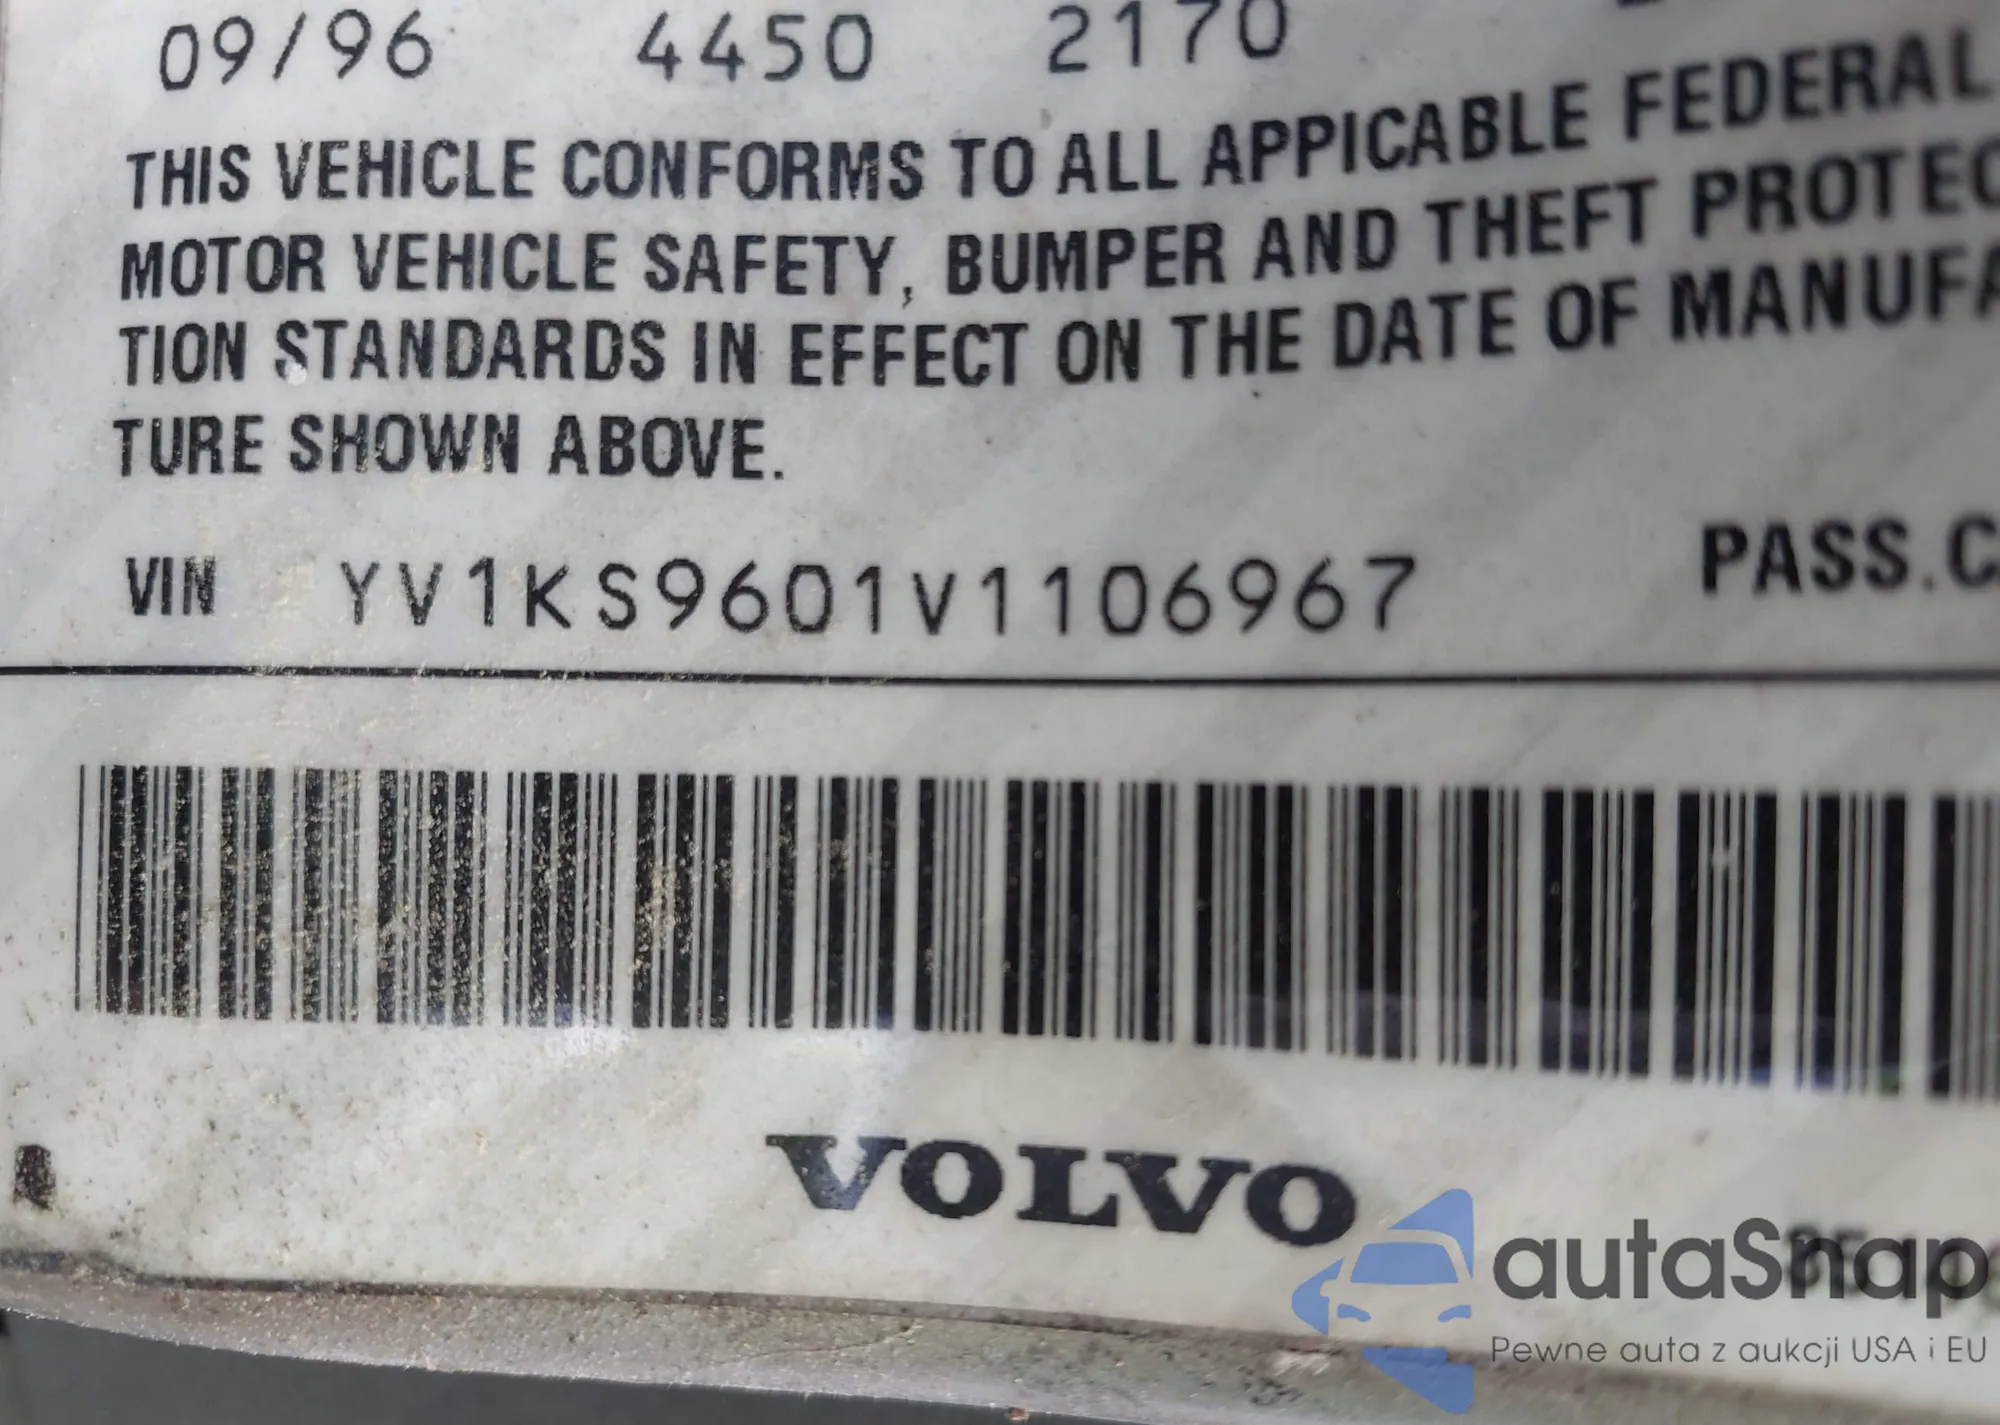 09/96 4450 2170
THIS VEHICLE CONFORMS TO ALL APPICABLE FEDERAL
MOTOR VEHICLE SAFETY, BUMPER AND THEFT PROTEC
TION STANDARDS IN EFFECT ON THE DATE OF MANUFA
TURE SHOWN ABOVE.
VIN YV1KS9601V1106967 PASS.C
VOLVO
autaSnap
Pewne auta z aukcji USA i EU